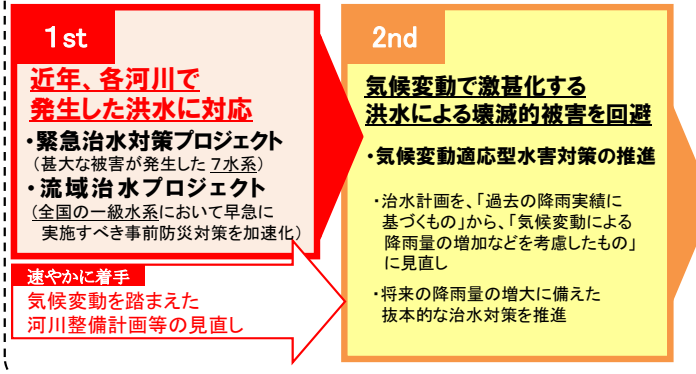 1st
近年、各河川で
発生した洪水に対応
・緊急治水対策プロジェクト
(甚大な被害が発生した 7水系)
・流域治水プロジェクト
(全国の一級水系において早急に
実施すべき事前防災対策を加速化)
速やかに着手
気候変動を踏まえた
河川整備計画等の見直し
2nd
気候変動で激甚化する
洪水による壊滅的被害を回避
・気候変動適応型水害対策の推進
・治水計画を、「過去の降雨実績に
基づくもの」から、「気候変動による
降雨量の増加などを考慮したもの」
に見直し
・将来の降雨量の増大に備えた
抜本的な治水対策を推進